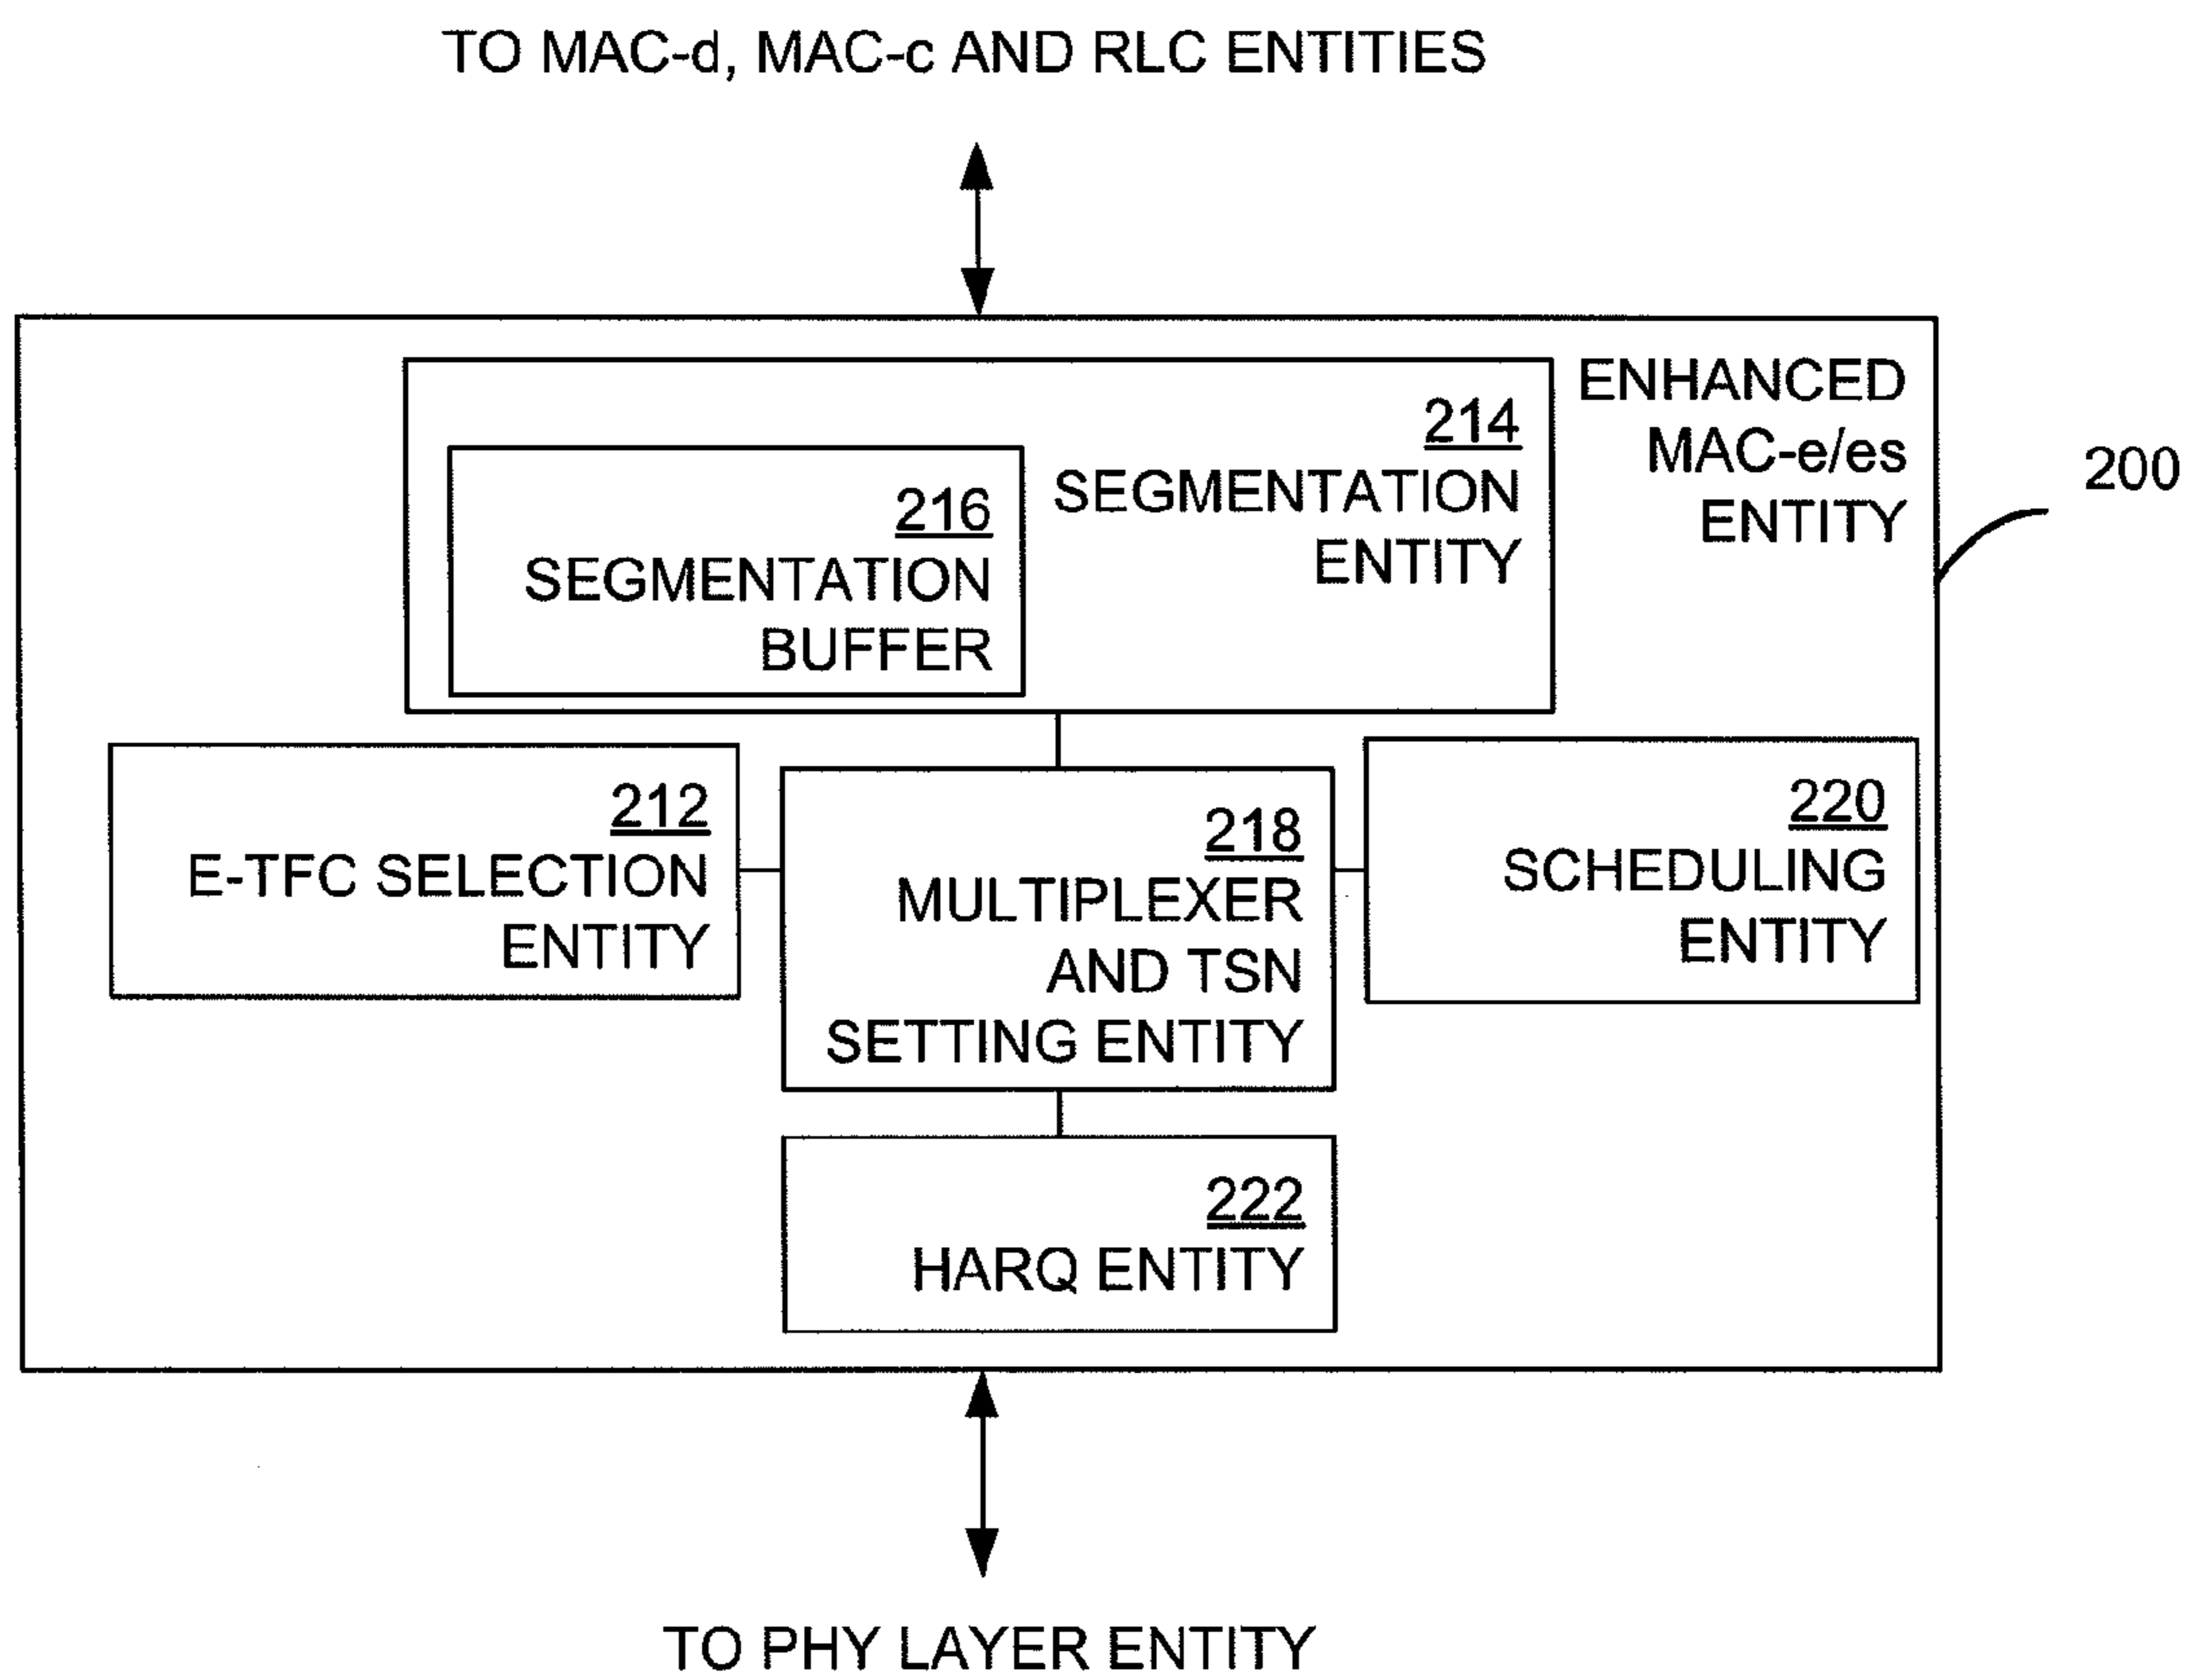 TO MAC-d, MAC-c AND RLC ENTITIES
ENHANCED
MAC-e/es
ENTITY
200
214
SEGMENTATION
ENTITY
216
SEGMENTATION
BUFFER
212
E-TFC SELECTION
ENTITY
218
MULTIPLEXER
AND TSN
SETTING ENTITY
220
SCHEDULING
ENTITY
222
HARQ ENTITY
TO PHY LAYER ENTITY